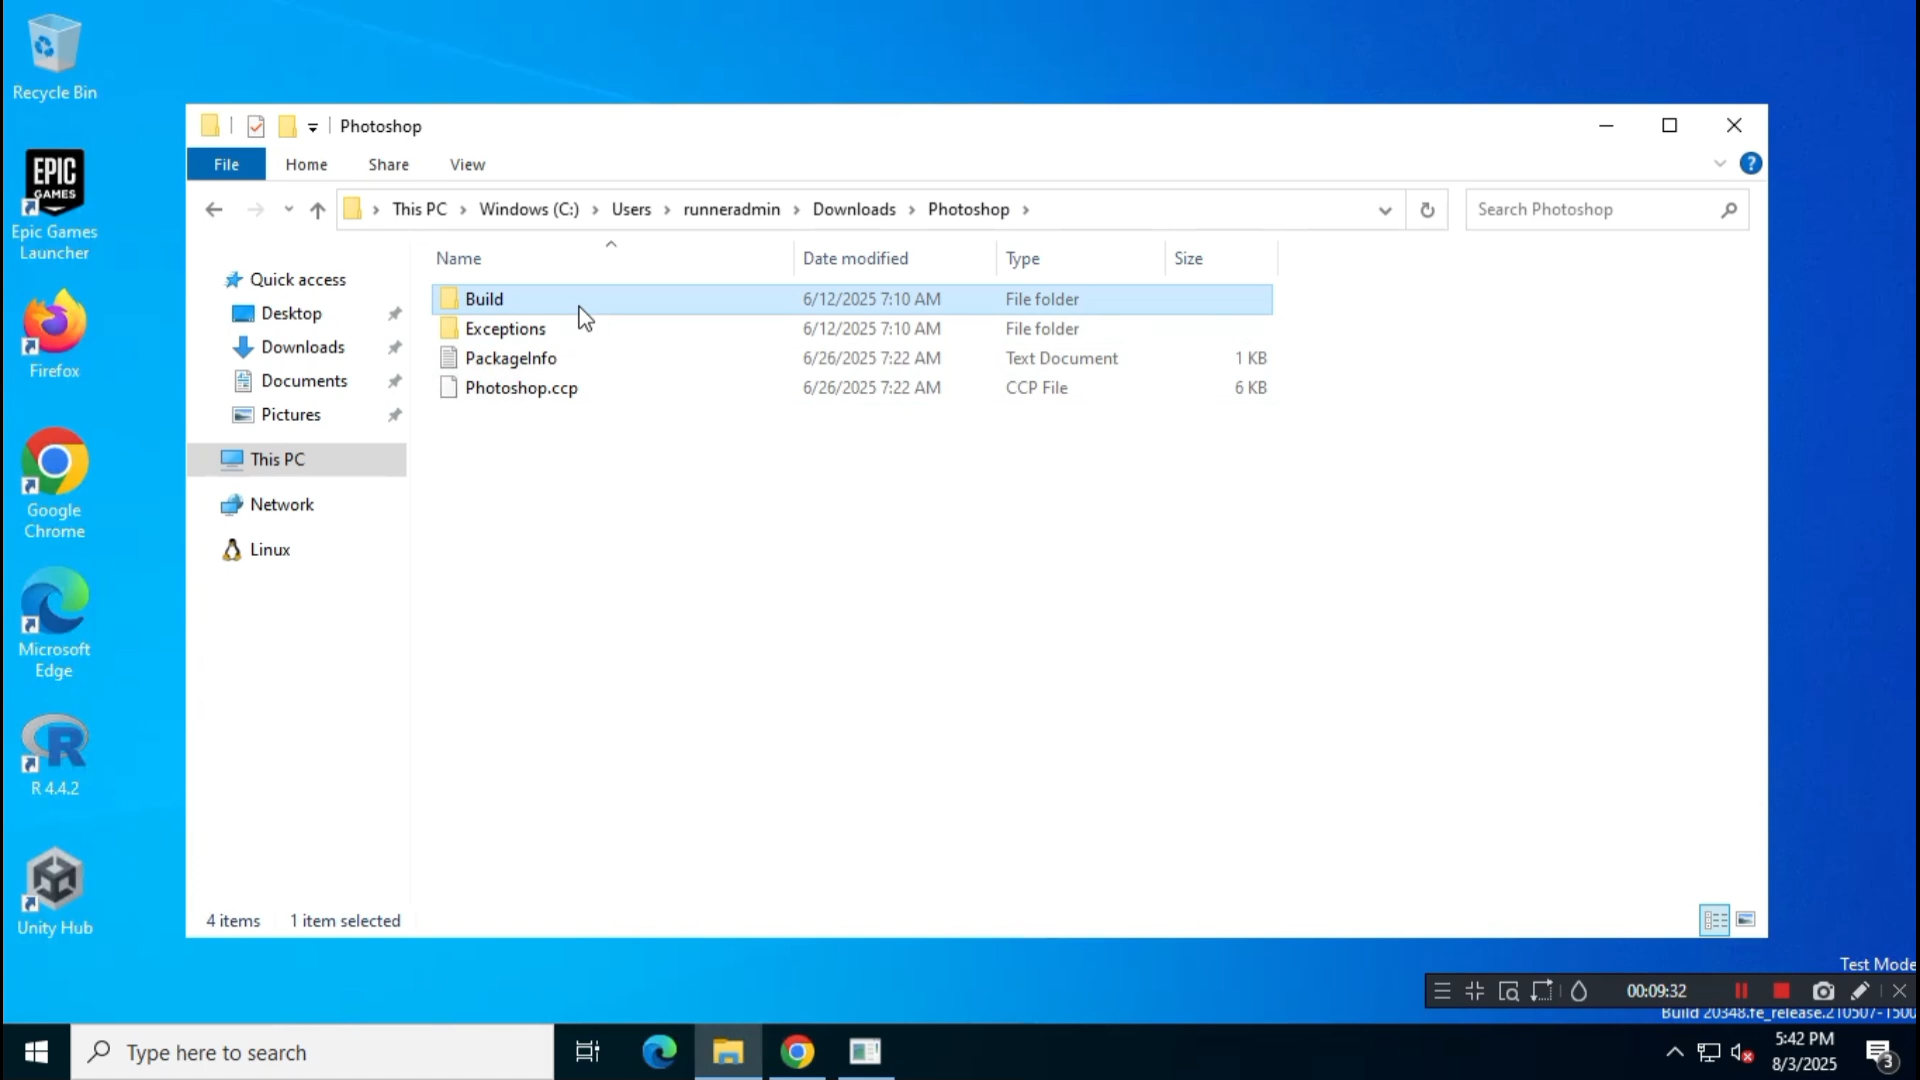 Recycle Bin
EPIC
GAMES
Epic Games
Launcher
Firefox
Google
Chrome
Microsoft
Edge
R 4.4.2
Unity Hub
Photoshop
File Home Share View
This PC Windows (C:) Users runneradmin Downloads Photoshop
Search Photoshop
Quick access
Desktop
Downloads
Documents
Pictures
This PC
Network
Linux
Name Date modified Type Size
Build 6/12/2025 7:10 AM File folder
Exceptions 6/12/2025 7:10 AM File folder
PackageInfo 6/26/2025 7:22 AM Text Document 1 KB
Photoshop.ccp 6/26/2025 7:22 AM CCP File 6 KB
4 items 1 item selected
Test Mode
00:09:32
Build 20348.fe_release.210507-1500
Type here to search
5:42 PM
8/3/2025
3